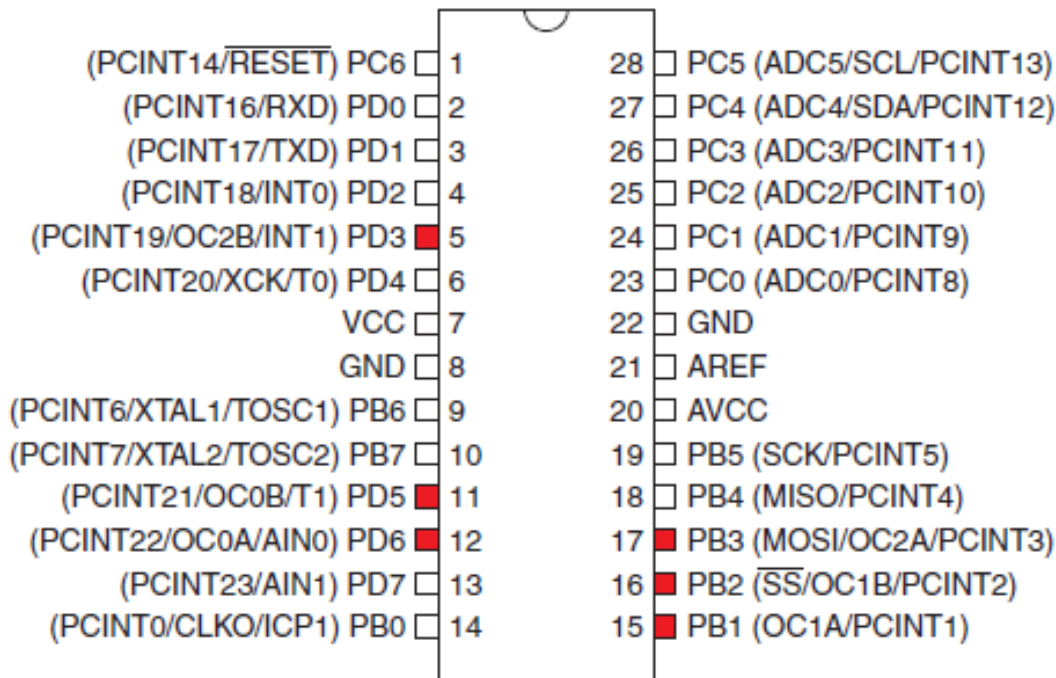 (PCINT14/RESET) PC6 1 28 PC5 (ADC5/SCL/PCINT13)
(PCINT16/RXD) PD0 2 27 PC4 (ADC4/SDA/PCINT12)
(PCINT17/TXD) PD1 3 26 PC3 (ADC3/PCINT11)
(PCINT18/INT0) PD2 4 25 PC2 (ADC2/PCINT10)
(PCINT19/OC2B/INT1) PD3 5 24 PC1 (ADC1/PCINT9)
(PCINT20/XCK/T0) PD4 6 23 PC0 (ADC0/PCINT8)
VCC 7 22 GND
GND 8 21 AREF
(PCINT6/XTAL1/TOSC1) PB6 9 20 AVCC
(PCINT7/XTAL2/TOSC2) PB7 10 19 PB5 (SCK/PCINT5)
(PCINT21/OC0B/T1) PD5 11 18 PB4 (MISO/PCINT4)
(PCINT22/OC0A/AIN0) PD6 12 17 PB3 (MOSI/OC2A/PCINT3)
(PCINT23/AIN1) PD7 13 16 PB2 (SS/OC1B/PCINT2)
(PCINT0/CLKO/ICP1) PB0 14 15 PB1 (OC1A/PCINT1)